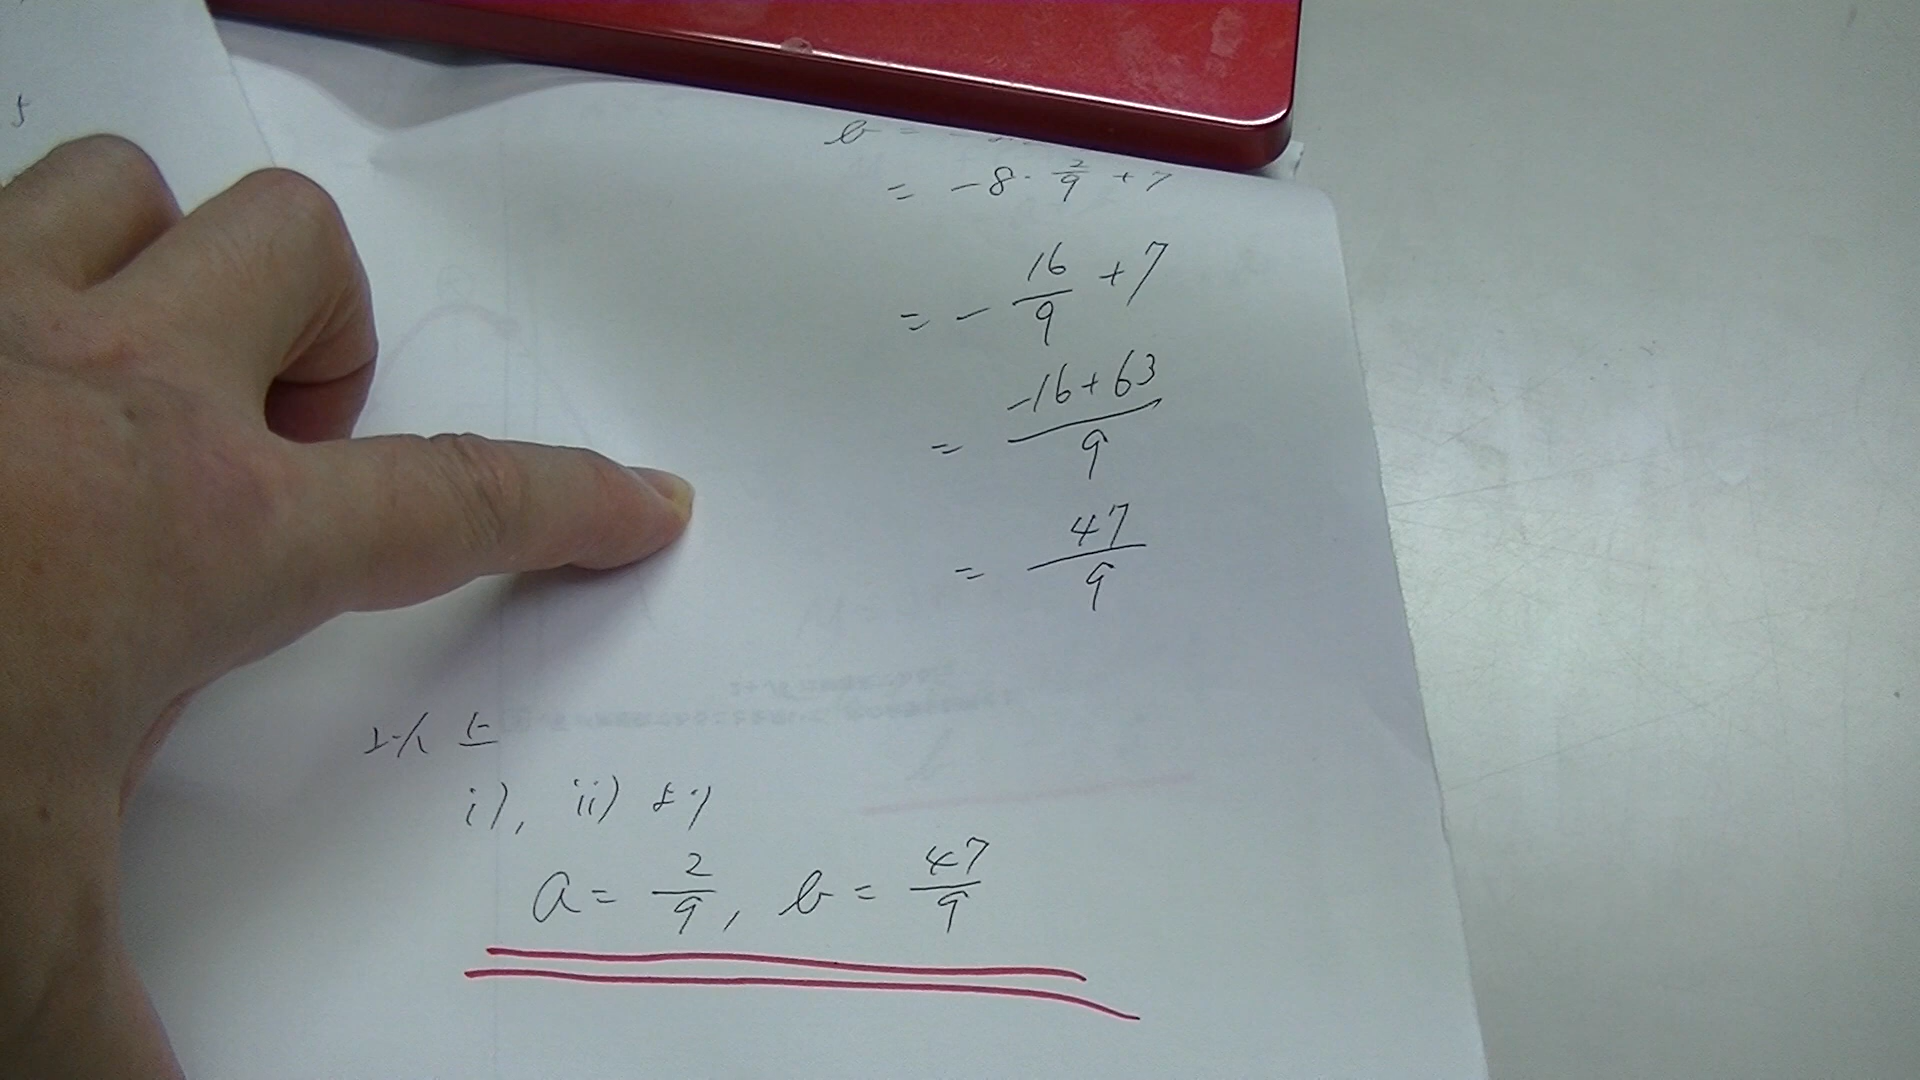 b = -
= -8・2/9 + 7
= - 16/9 + 7
= (-16+63)/9
= 47/9
以上
i), ii) より
a = 2/9, b = 47/9